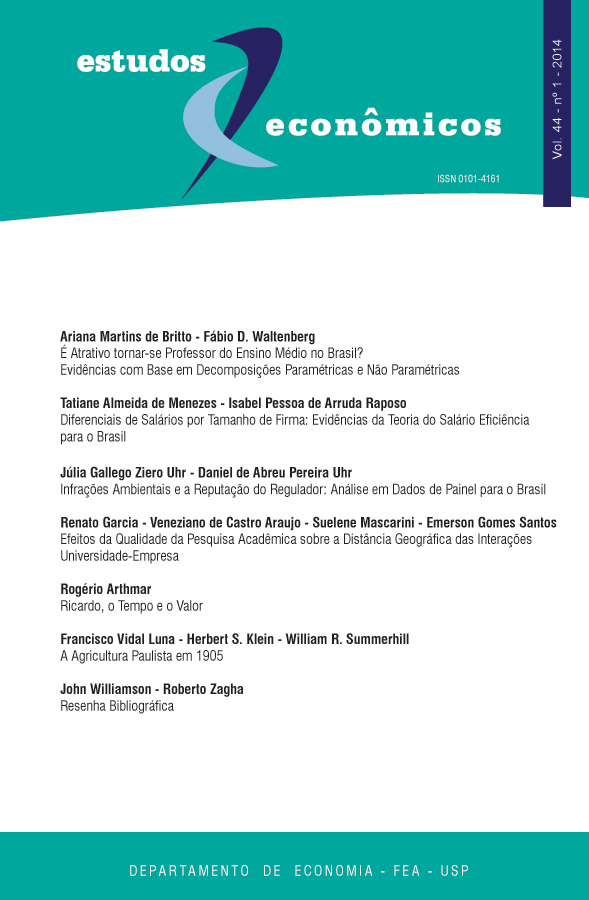 estudos
econômicos
Vol. 44 - nº 1 - 2014
ISSN 0101-4161
Ariana Martins de Britto - Fábio D. Waltenberg
É Atrativo tornar-se Professor do Ensino Médio no Brasil?
Evidências com Base em Decomposições Paramétricas e Não Paramétricas
Tatiane Almeida de Menezes - Isabel Pessoa de Arruda Raposo
Diferenciais de Salários por Tamanho de Firma: Evidências da Teoria do Salário Eficiência
para o Brasil
Júlia Gallego Ziero Uhr - Daniel de Abreu Pereira Uhr
Infrações Ambientais e a Reputação do Regulador: Análise em Dados de Painel para o Brasil
Renato Garcia - Veneziano de Castro Araujo - Suelene Mascarini - Emerson Gomes Santos
Efeitos da Qualidade da Pesquisa Acadêmica sobre a Distância Geográfica das Interações
Universidade-Empresa
Rogério Arthmar
Ricardo, o Tempo e o Valor
Francisco Vidal Luna - Herbert S. Klein - William R. Summerhill
A Agricultura Paulista em 1905
John Williamson - Roberto Zagha
Resenha Bibliográfica
DEPARTAMENTO DE ECONOMIA - FEA - USP